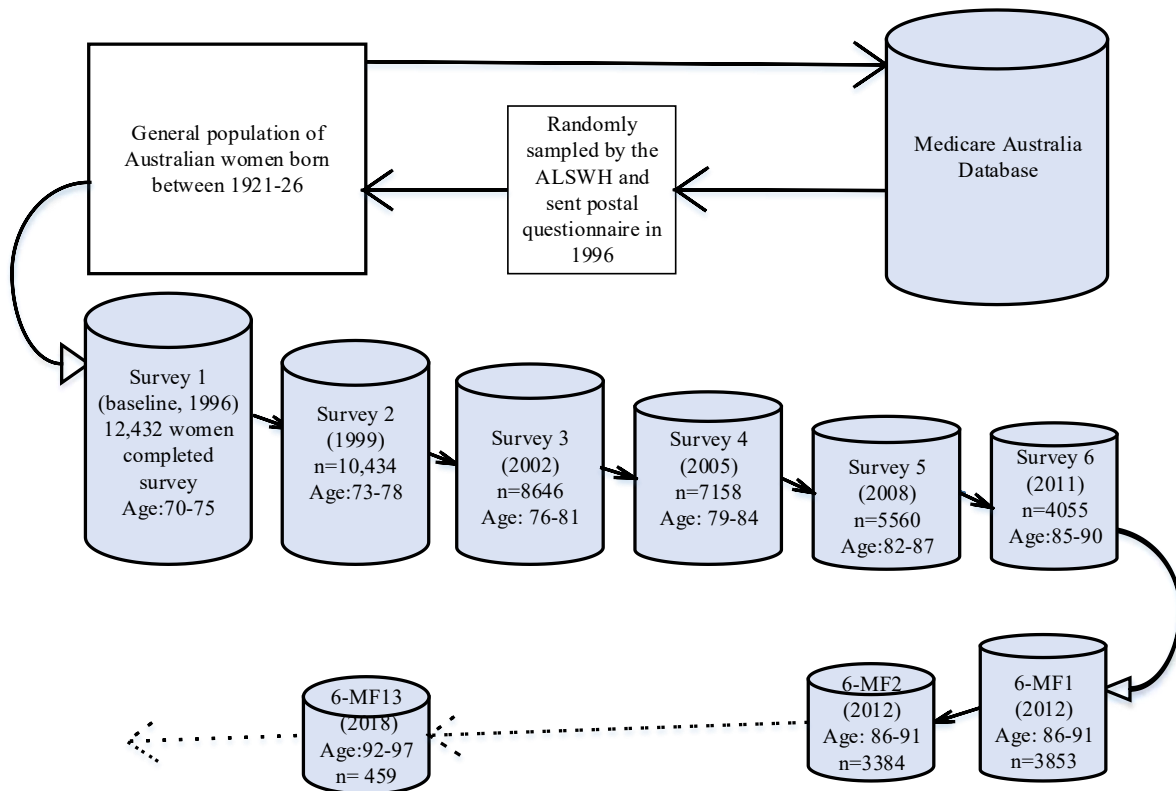 General population of
Australian women born
between 1921-26
Randomly
sampled by the
ALSWH and
sent postal
questionnaire in
1996
Medicare Australia
Database
Survey 1
(baseline, 1996)
12,432 women
completed
survey
Age:70-75
Survey 2
(1999)
n=10,434
Age:73-78
Survey 3
(2002)
n=8646
Age: 76-81
Survey 4
(2005)
n=7158
Age: 79-84
Survey 5
(2008)
n=5560
Age:82-87
Survey 6
(2011)
n=4055
Age:85-90
6-MF13
(2018)
Age:92-97
n= 459
6-MF2
(2012)
Age: 86-91
n=3384
6-MF1
(2012)
Age: 86-91
n=3853